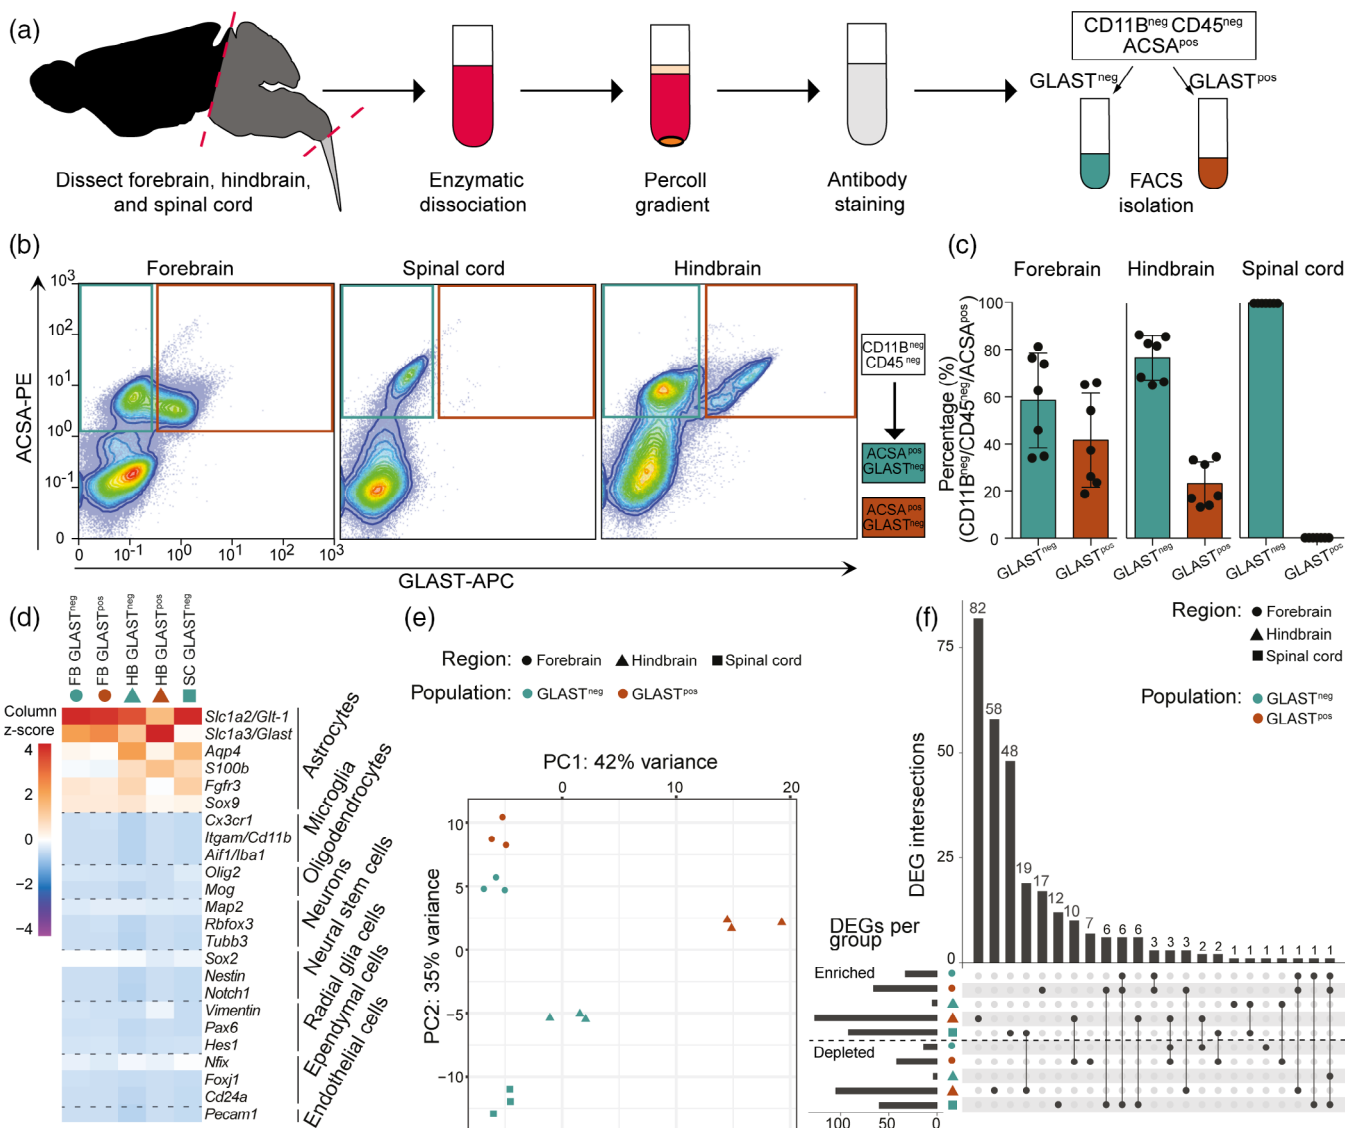 (a)
Dissect forebrain, hindbrain,
and spinal cord
Enzymatic
dissociation
Percoll
gradient
Antibody
staining
CD11Bneg CD45neg
ACSApos
GLASTneg
GLASTpos
FACS
isolation
(b)
Forebrain
Spinal cord
Hindbrain
ACSA-PE
10³
10²
10¹
10⁰
10⁻¹
0
0
10⁻¹
10⁰
10¹
10²
10³
GLAST-APC
CD11Bneg
CD45neg
ACSApos
GLASTneg
ACSApos
GLASTneg
(c)
Forebrain
Hindbrain
Spinal cord
Percentage (%)
(CD11Bneg/CD45neg/ACSApos)
100
80
60
40
20
0
GLASTneg
GLASTpos
GLASTneg
GLASTpos
GLASTneg
GLASTpos
(d)
FB GLASTneg
FB GLASTpos
HB GLASTneg
HB GLASTpos
SC GLASTneg
Column
z-score
4
2
0
−2
−4
Slc1a2/Glt-1
Slc1a3/Glast
Aqp4
S100b
Fgfr3
Sox9
Cx3cr1
Itgam/Cd11b
Aif1/Iba1
Olig2
Mog
Map2
Rbfox3
Tubb3
Sox2
Nestin
Notch1
Vimentin
Pax6
Hes1
Nfix
Foxj1
Cd24a
Pecam1
Astrocytes
Microglia
Oligodendrocytes
Neurons
Neural stem cells
Radial glia cells
Ependymal cells
Endothelial cells
(e)
Region: Forebrain Hindbrain Spinal cord
Population: GLASTneg GLASTpos
PC1: 42% variance
0
10
20
PC2: 35% variance
10
5
0
−5
−10
(f)
Region: Forebrain
Hindbrain
Spinal cord
Population:
GLASTneg
GLASTpos
DEG intersections
75
50
25
0
82
58
48
19
17
12
10
7
6
6
6
3
3
3
2
2
1
1
1
1
1
1
1
DEGs per
group
Enriched
Depleted
100
50
0